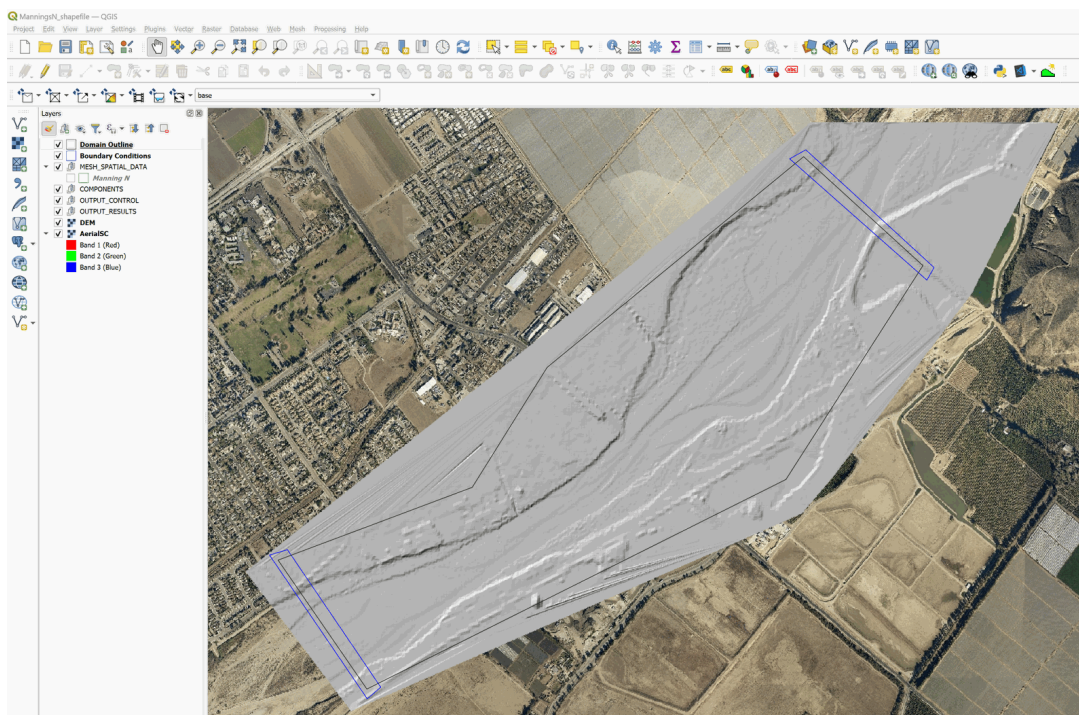 ManningsN_shapefile — QGIS
Project Edit View Layer Settings Plugins Vector Raster Database Web Mesh Processing Help
base
Layers
Domain Outline
Boundary Conditions
MESH_SPATIAL_DATA
Manning N
COMPONENTS
OUTPUT_CONTROL
OUTPUT_RESULTS
DEM
AerialSC
Band 1 (Red)
Band 2 (Green)
Band 3 (Blue)